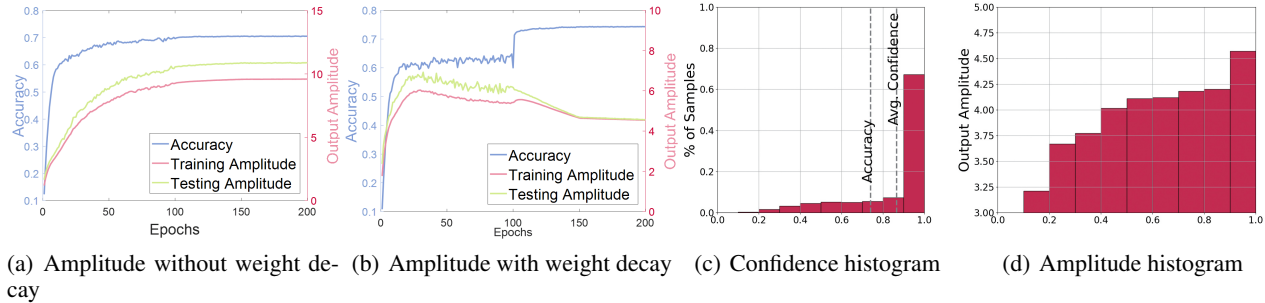 0.8
0.7
0.6
0.5
0.4
0.3
0.2
0.1
Accuracy
15
10
5
0
Output Amplitude
Accuracy
Training Amplitude
Testing Amplitude
0 50 100 150 200
Epochs
0.8
0.7
0.6
0.5
0.4
0.3
0.2
0.1
Accuracy
10
8
6
4
2
0
Output Amplitude
Accuracy
Training Amplitude
Testing Amplitude
0 50 100 150 200
Epochs
1.0
0.8
0.6
0.4
0.2
0.0
% of Samples
Accuracy
Avg. Confidence
0.0 0.2 0.4 0.6 0.8 1.0
5.00
4.75
4.50
4.25
4.00
3.75
3.50
3.25
3.00
Output Amplitude
0.0 0.2 0.4 0.6 0.8 1.0
(a) Amplitude without weight de-
cay
(b) Amplitude with weight decay
(c) Confidence histogram
(d) Amplitude histogram